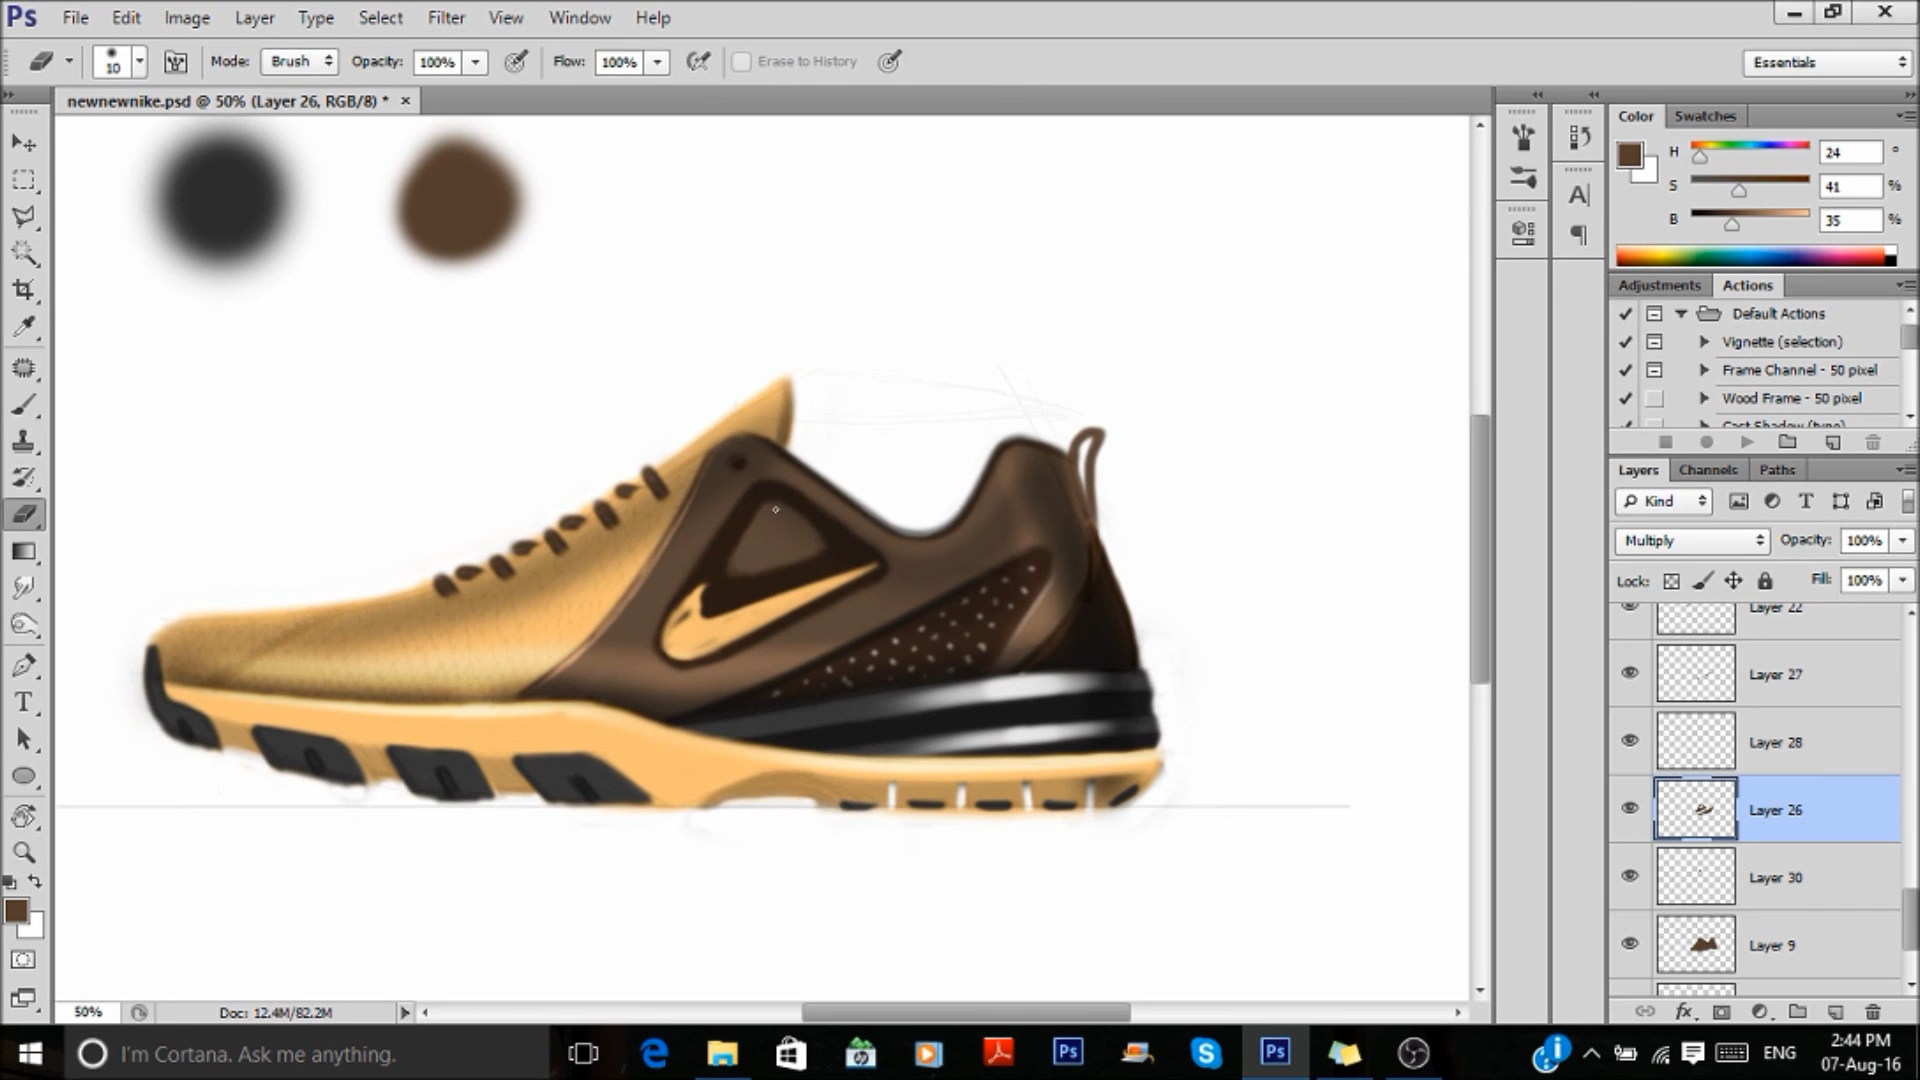 Ps File Edit Image Layer Type Select Filter View Window Help
10 Mode: Brush Opacity: 100% Flow: 100% Erase to History Essentials
newnewnike.psd @ 50% (Layer 26, RGB/8) * ×
Color Swatches
H 24 °
S 41 %
B 35 %
Adjustments Actions
Default Actions
Vignette (selection)
Frame Channel - 50 pixel
Wood Frame - 50 pixel
Cast Shadow (type)
Layers Channels Paths
Kind
Multiply Opacity: 100%
Lock: Fill: 100%
Layer 22
Layer 27
Layer 28
Layer 26
Layer 30
Layer 9
50% Doc: 12.4M/82.2M
I'm Cortana. Ask me anything.
ENG
2:44 PM
07-Aug-16